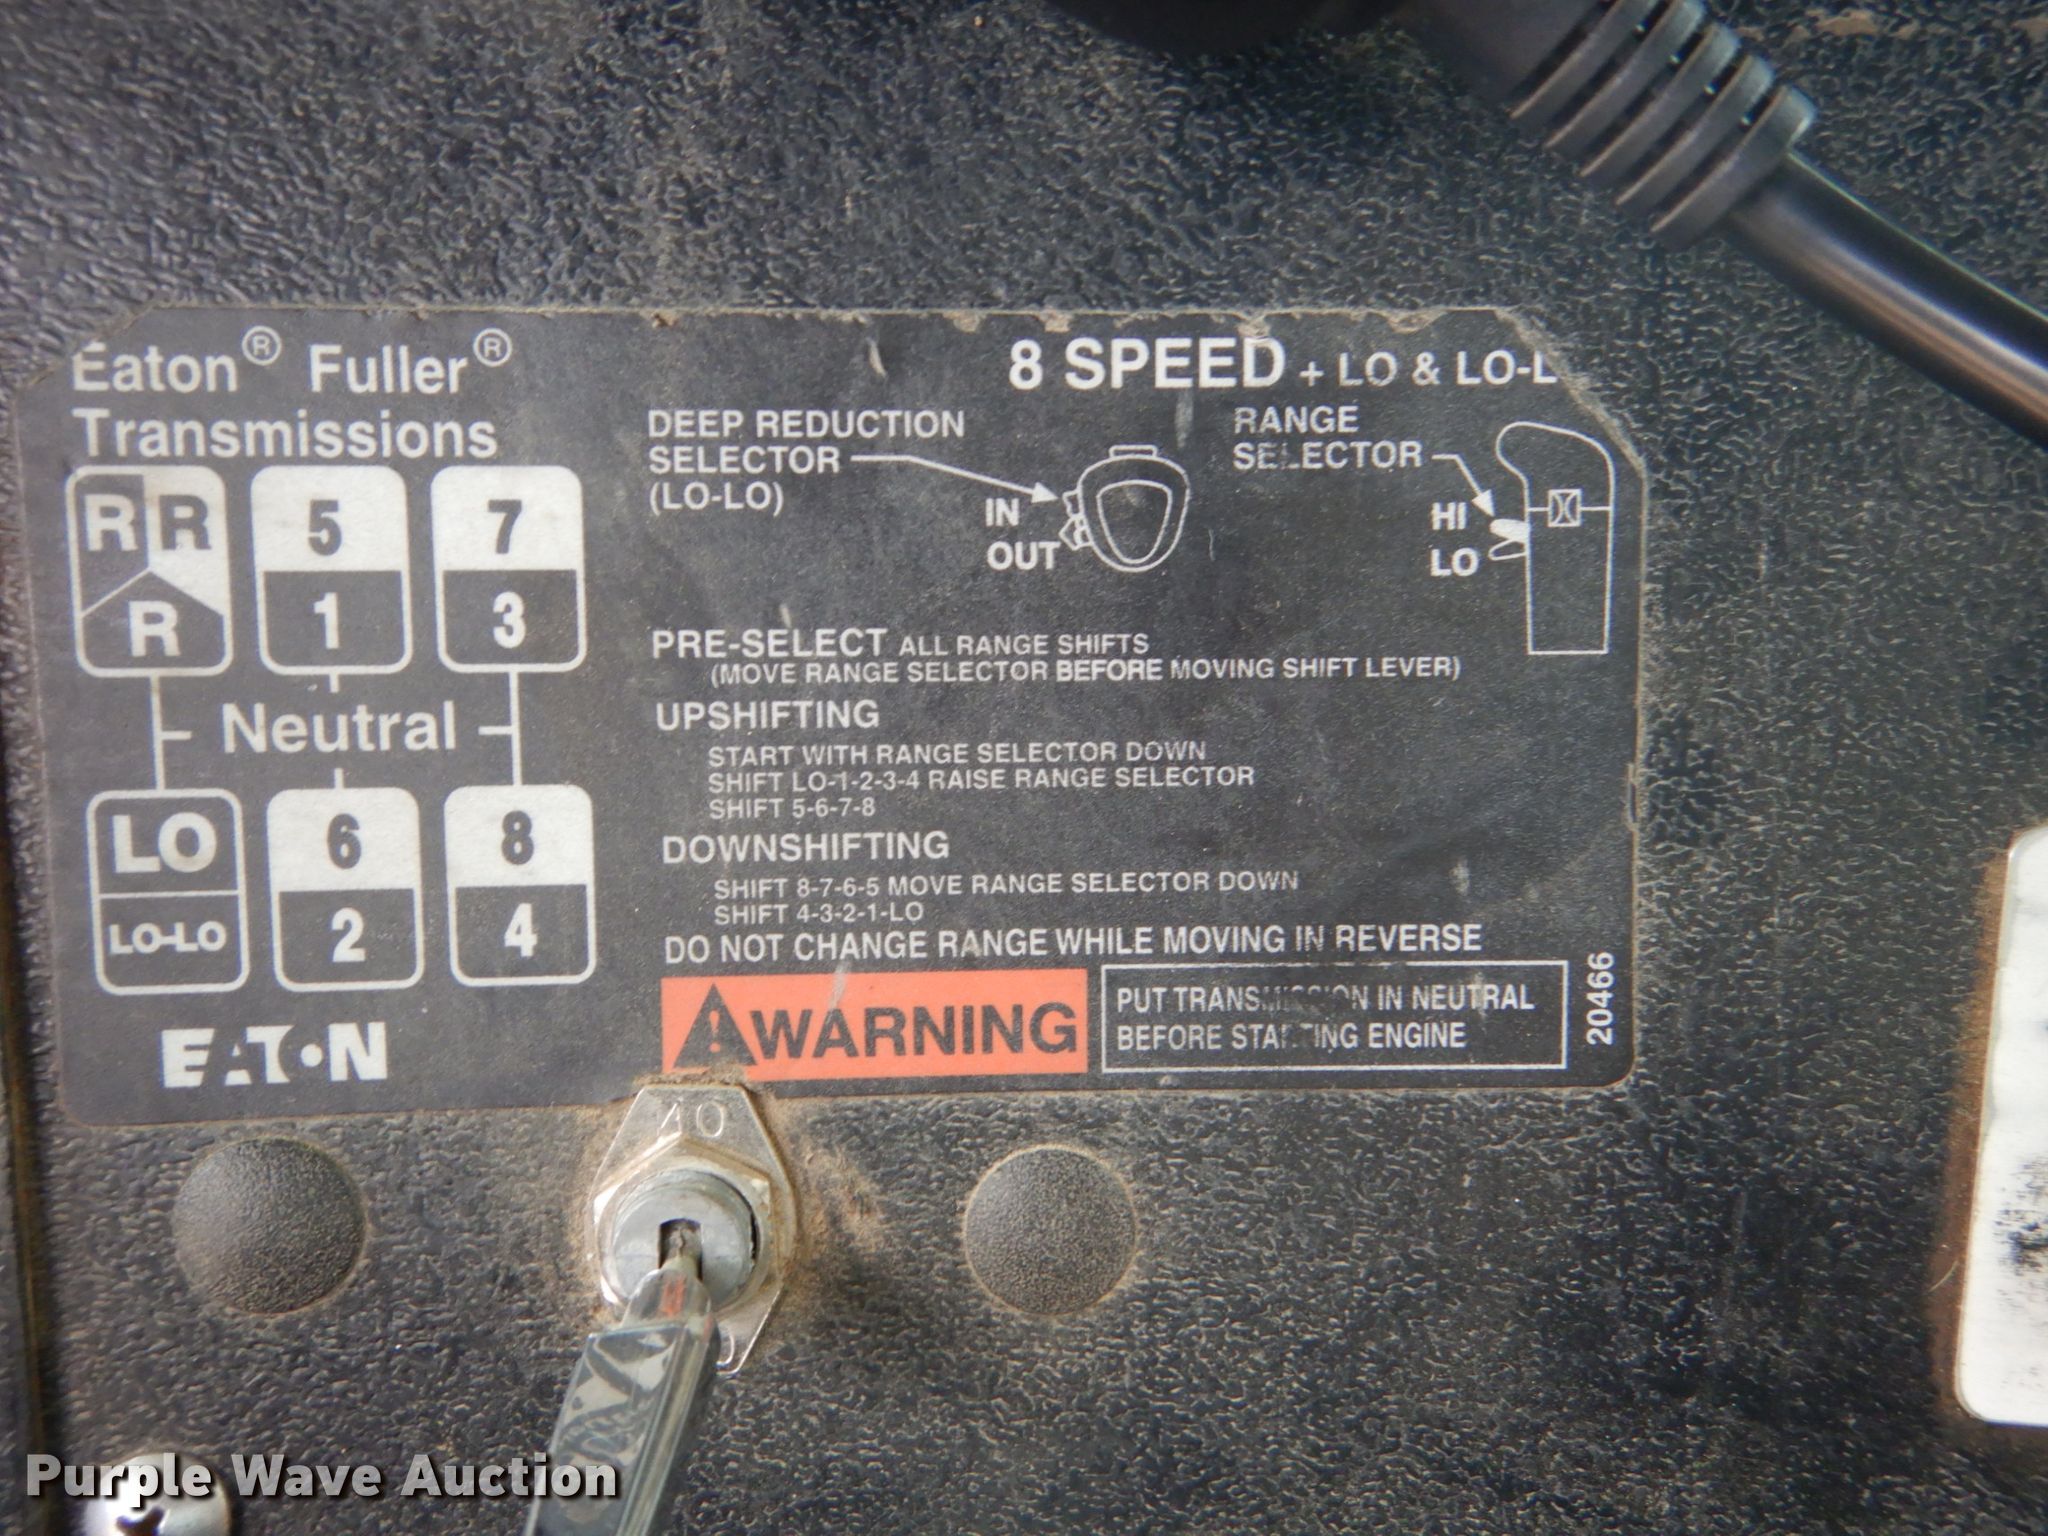 Eaton® Fuller®
Transmissions
8 SPEED + LO & LO-L
R R
R
5
1
7
3
Neutral
LO
LO-LO
6
2
8
4
EATON
DEEP REDUCTION
SELECTOR
(LO-LO)
IN
OUT
RANGE
SELECTOR
HI
LO
PRE-SELECT ALL RANGE SHIFTS
(MOVE RANGE SELECTOR BEFORE MOVING SHIFT LEVER)
UPSHIFTING
START WITH RANGE SELECTOR DOWN
SHIFT LO-1-2-3-4 RAISE RANGE SELECTOR
SHIFT 5-6-7-8
DOWNSHIFTING
SHIFT 8-7-6-5 MOVE RANGE SELECTOR DOWN
SHIFT 4-3-2-1-LO
DO NOT CHANGE RANGE WHILE MOVING IN REVERSE
WARNING
PUT TRANSMISSION IN NEUTRAL
BEFORE STARTING ENGINE
20466
Purple Wave Auction